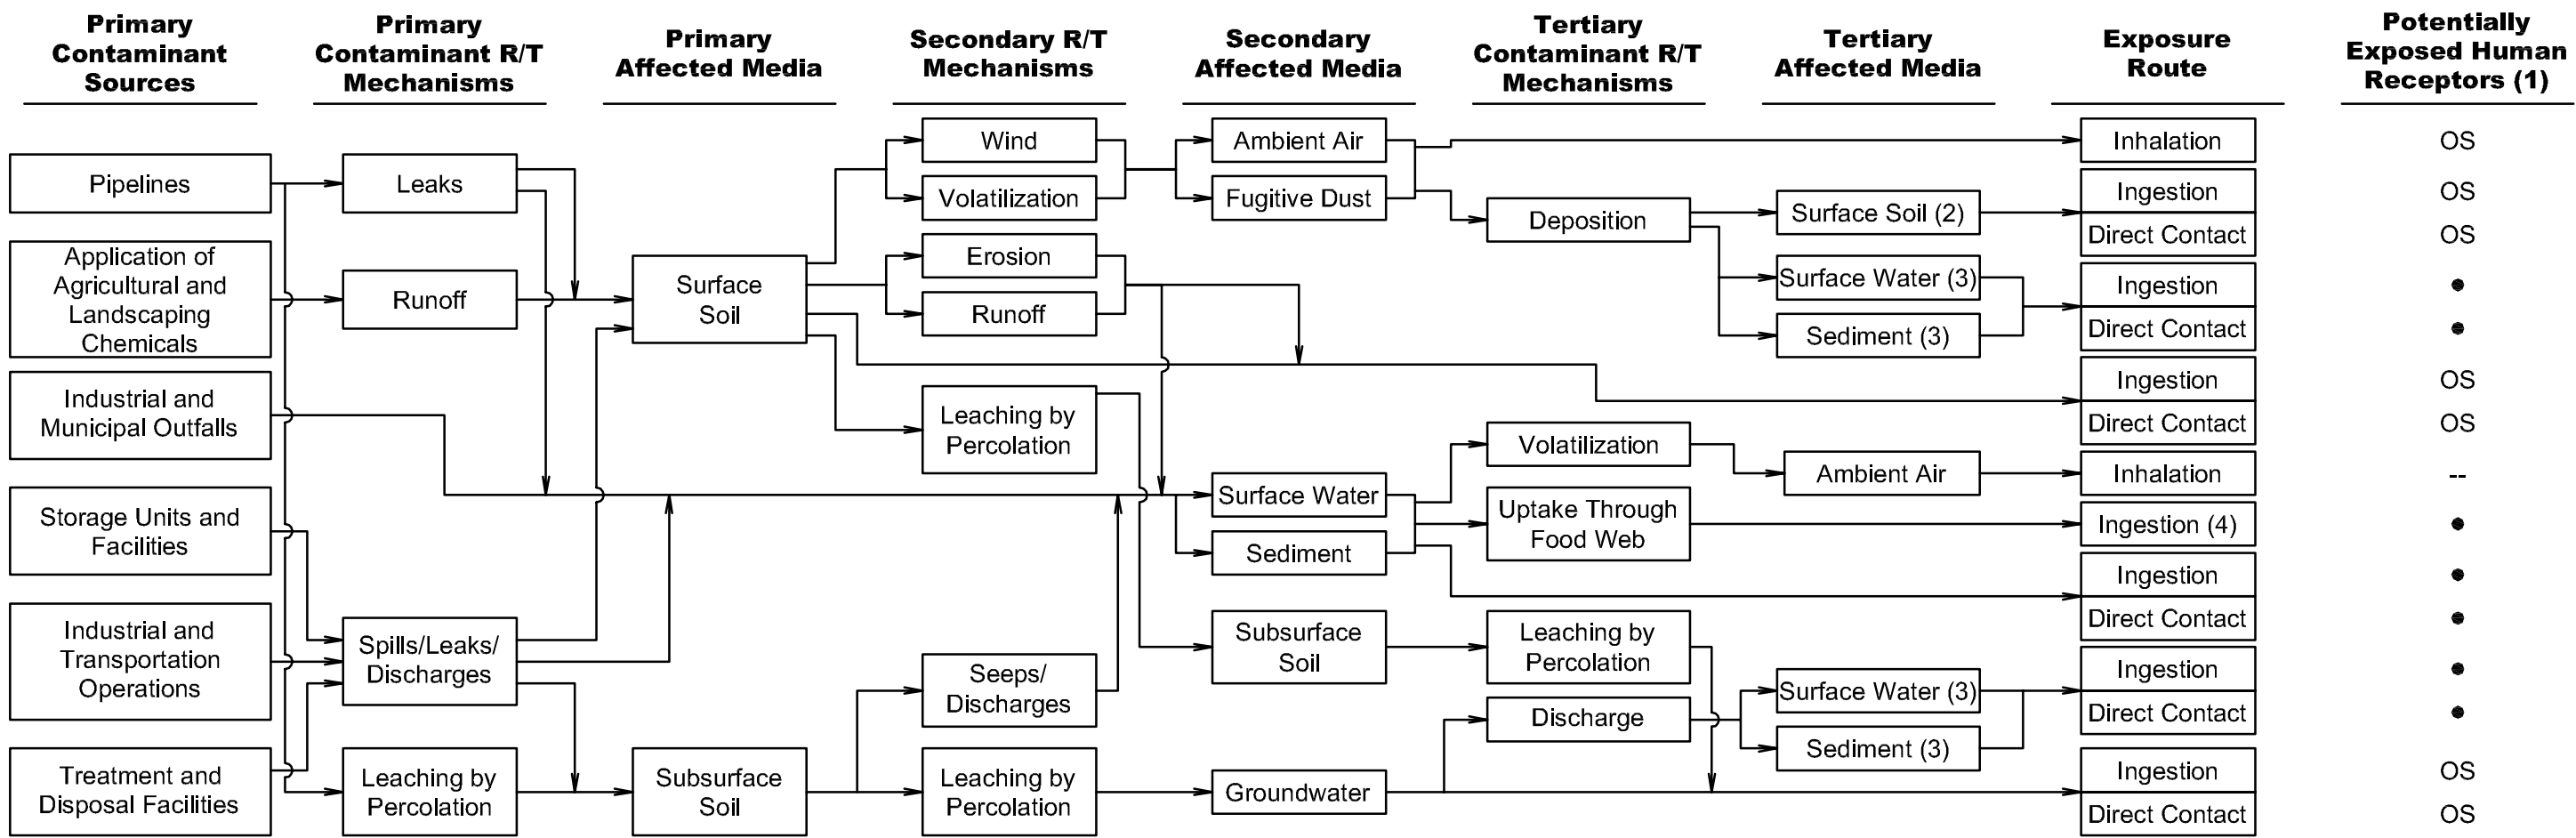 Primary
Contaminant
Sources
Primary
Contaminant R/T
Mechanisms
Primary
Affected Media
Secondary R/T
Mechanisms
Secondary
Affected Media
Tertiary
Contaminant R/T
Mechanisms
Tertiary
Affected Media
Exposure
Route
Potentially
Exposed Human
Receptors (1)
Pipelines
Application of
Agricultural and
Landscaping
Chemicals
Industrial and
Municipal Outfalls
Storage Units and
Facilities
Industrial and
Transportation
Operations
Treatment and
Disposal Facilities
Leaks
Runoff
Spills/Leaks/
Discharges
Leaching by
Percolation
Surface
Soil
Subsurface
Soil
Wind
Volatilization
Erosion
Runoff
Leaching by
Percolation
Seeps/
Discharges
Leaching by
Percolation
Ambient Air
Fugitive Dust
Surface Water
Sediment
Subsurface
Soil
Groundwater
Deposition
Volatilization
Uptake Through
Food Web
Leaching by
Percolation
Discharge
Surface Soil (2)
Surface Water (3)
Sediment (3)
Ambient Air
Surface Water (3)
Sediment (3)
Inhalation
Ingestion
Direct Contact
Ingestion
Direct Contact
Ingestion
Direct Contact
Inhalation
Ingestion (4)
Ingestion
Direct Contact
Ingestion
Direct Contact
Ingestion
Direct Contact
OS
OS
OS
●
●
OS
OS
--
●
●
●
●
●
OS
OS